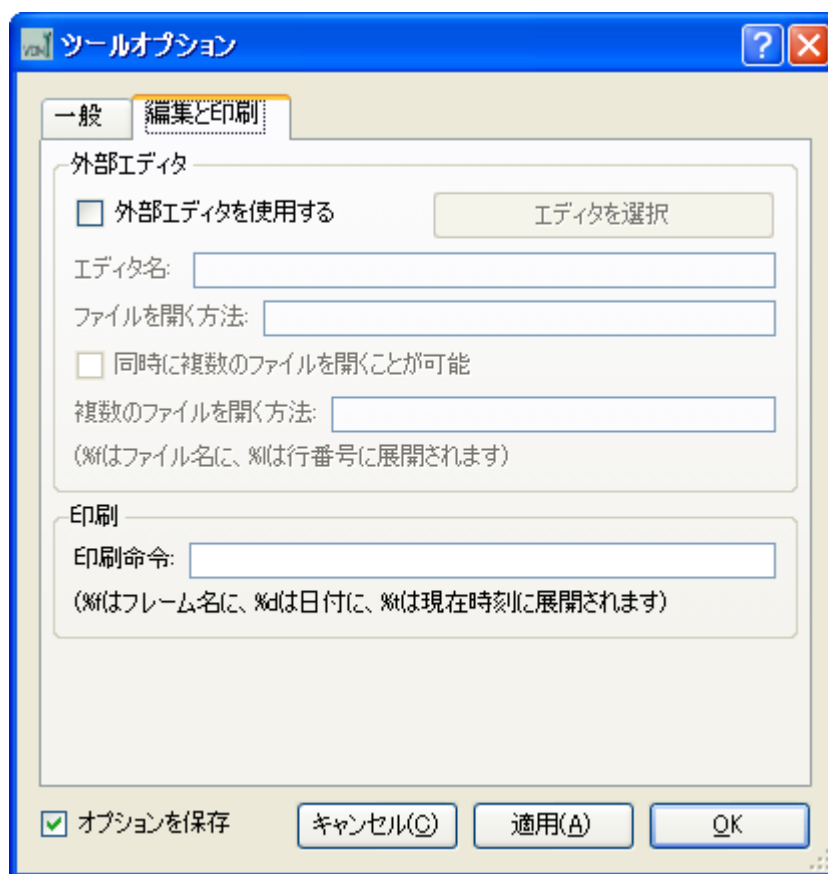 VDM
ツールオプション
一般
編集と印刷
外部エディタ
外部エディタを使用する
エディタを選択
エディタ名:
ファイルを開く方法:
同時に複数のファイルを開くことが可能
複数のファイルを開く方法:
(%fはファイル名に、%lは行番号に展開されます)
印刷
印刷命令:
(%fはフレーム名に、%dは日付に、%tは現在時刻に展開されます)
オプションを保存
キャンセル(C)
適用(A)
OK